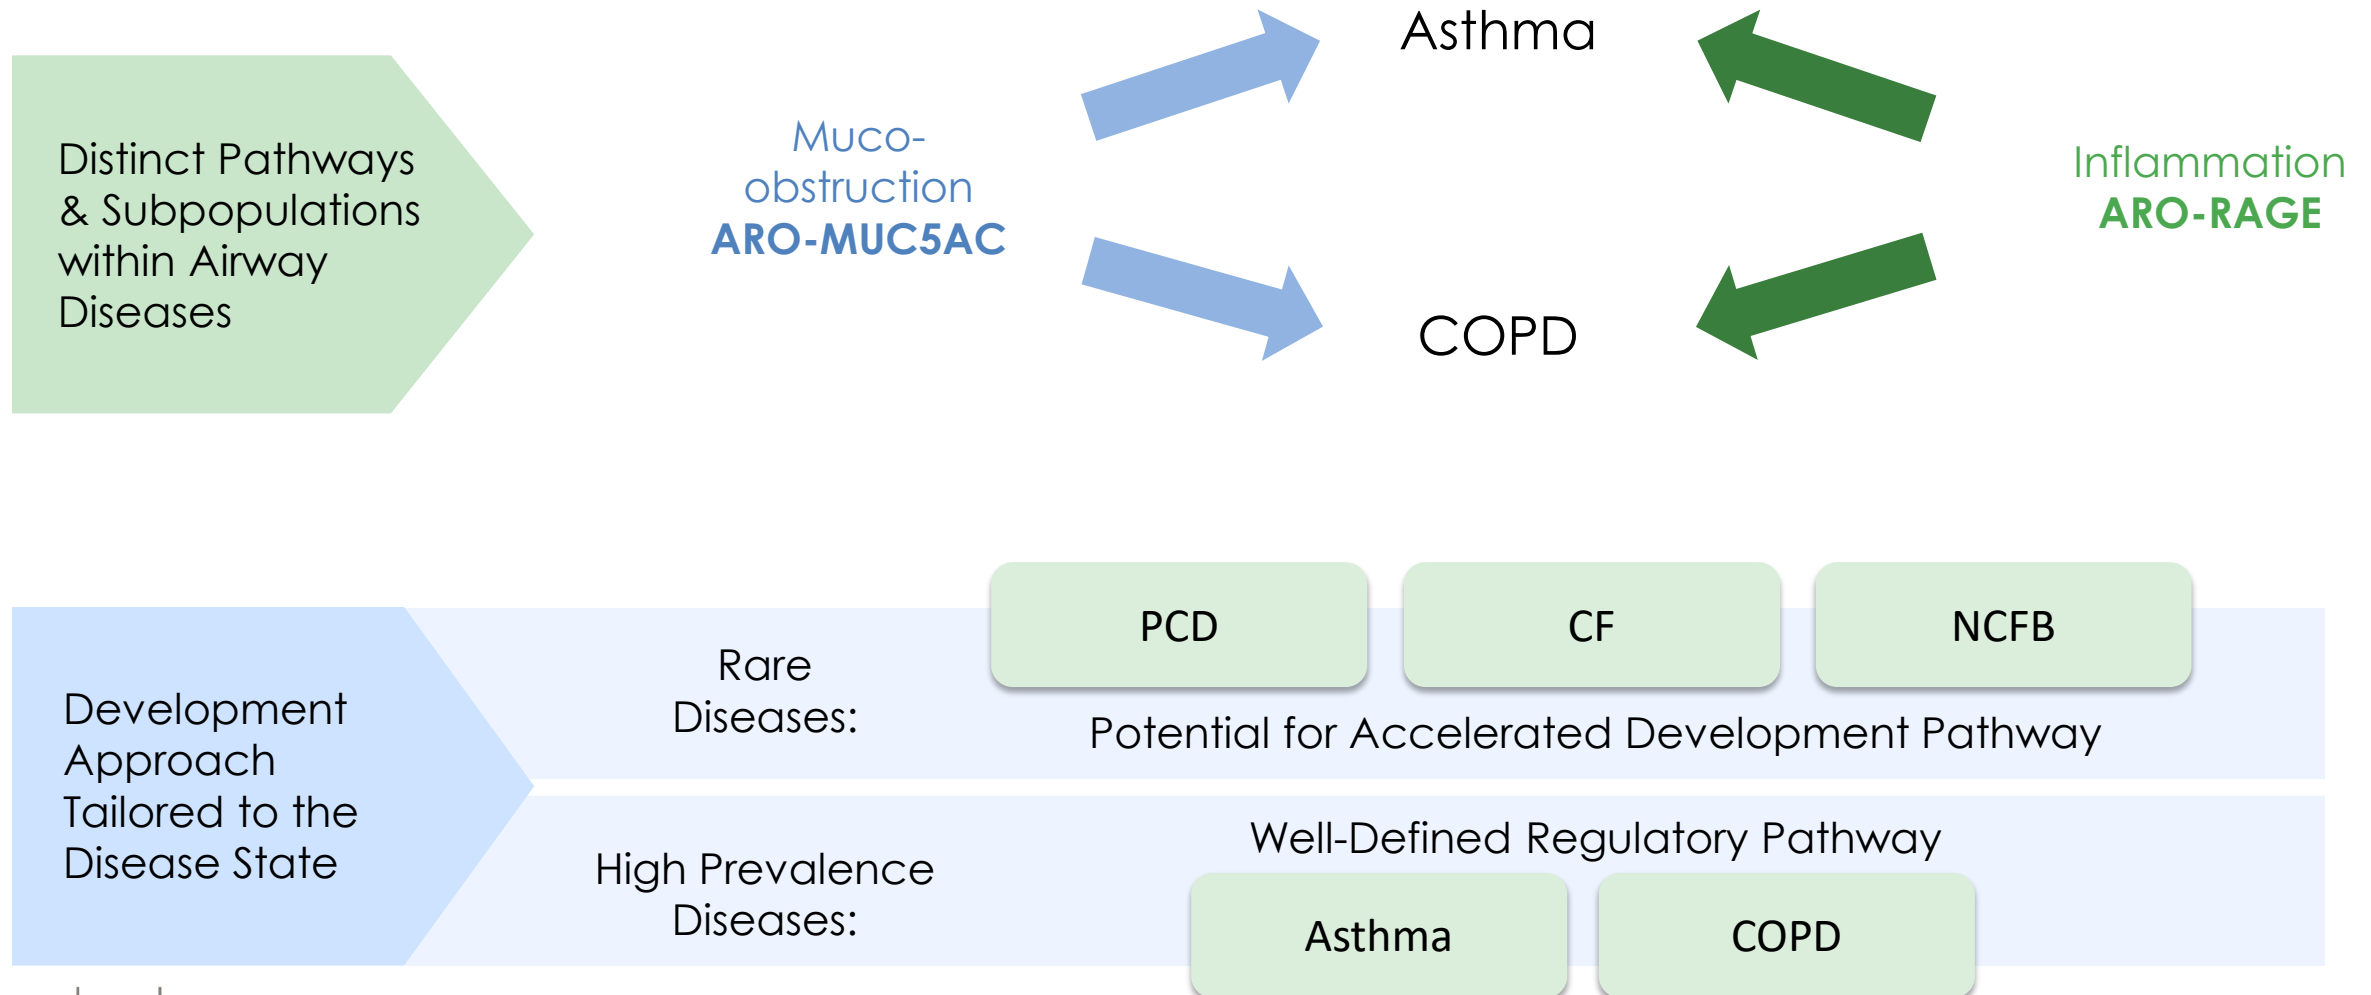 Distinct Pathways
& Subpopulations
within Airway
Diseases
Muco-
obstruction
ARO-MUC5AC
Asthma
COPD
Inflammation
ARO-RAGE
Development
Approach
Tailored to the
Disease State
Rare
Diseases:
PCD
CF
NCFB
Potential for Accelerated Development Pathway
High Prevalence
Diseases:
Well-Defined Regulatory Pathway
Asthma
COPD